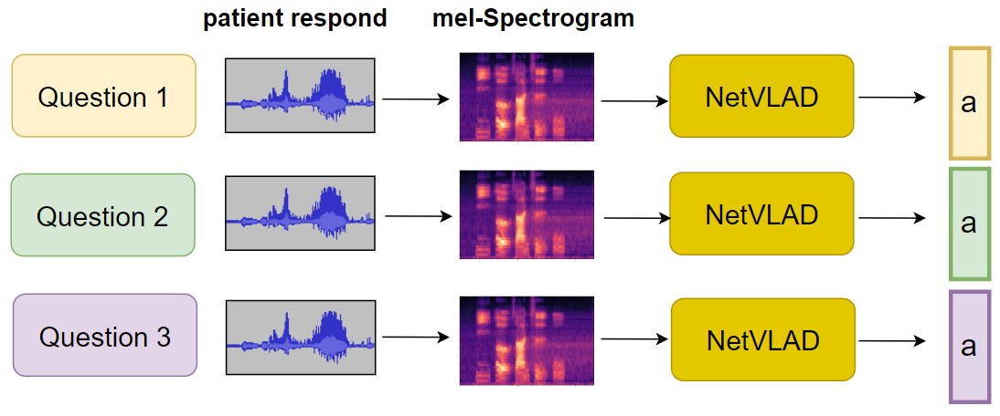 patient respond
mel-Spectrogram
Question 1
NetVLAD
a
Question 2
NetVLAD
a
Question 3
NetVLAD
a